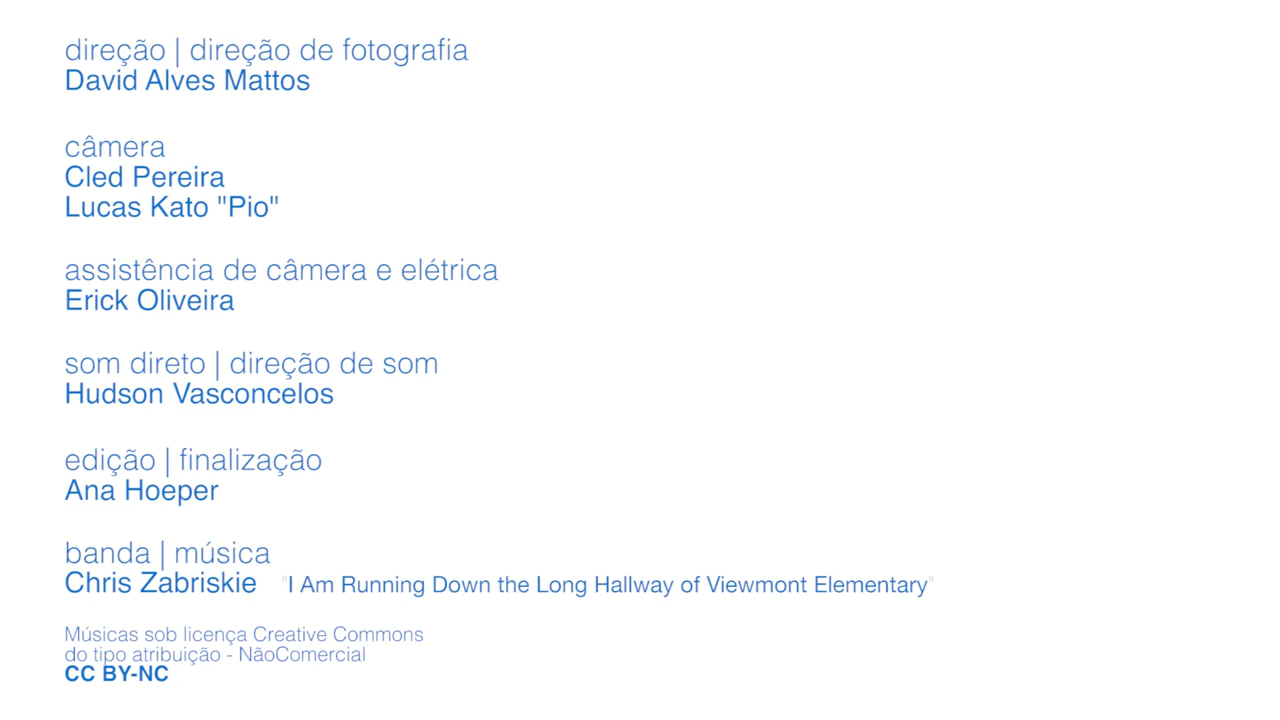 direção | direção de fotografia
David Alves Mattos
câmera
Cled Pereira
Lucas Kato "Pio"
assistência de câmera e elétrica
Erick Oliveira
som direto | direção de som
Hudson Vasconcelos
edição | finalização
Ana Hoeper
banda | música
Chris Zabriskie "I Am Running Down the Long Hallway of Viewmont Elementary"
Músicas sob licença Creative Commons
do tipo atribuição - NãoComercial
CC BY-NC